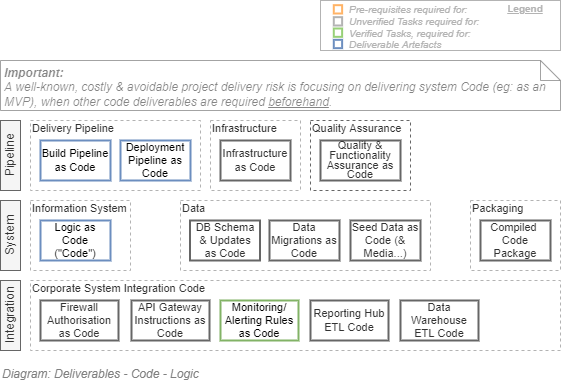 Legend
Pre-requisites required for:
Unverified Tasks required for:
Verified Tasks, required for:
Deliverable Artefacts
Important:
A well-known, costly & avoidable project delivery risk is focusing on delivering system Code (eg: as an
MVP), when other code deliverables are required beforehand.
Pipeline
Delivery Pipeline
Build Pipeline
as Code
Deployment
Pipeline as
Code
Infrastructure
Infrastructure
as Code
Quality Assurance
Quality &
Functionality
Assurance as
Code
System
Information System
Logic as
Code
("Code")
Data
DB Schema
& Updates
as Code
Data
Migrations as
Code
Seed Data as
Code (&
Media...)
Packaging
Compiled
Code
Package
Integration
Corporate System Integration Code
Firewall
Authorisation
as Code
API Gateway
Instructions as
Code
Monitoring/
Alerting Rules
as Code
Reporting Hub
ETL Code
Data
Warehouse
ETL Code
Diagram: Deliverables - Code - Logic